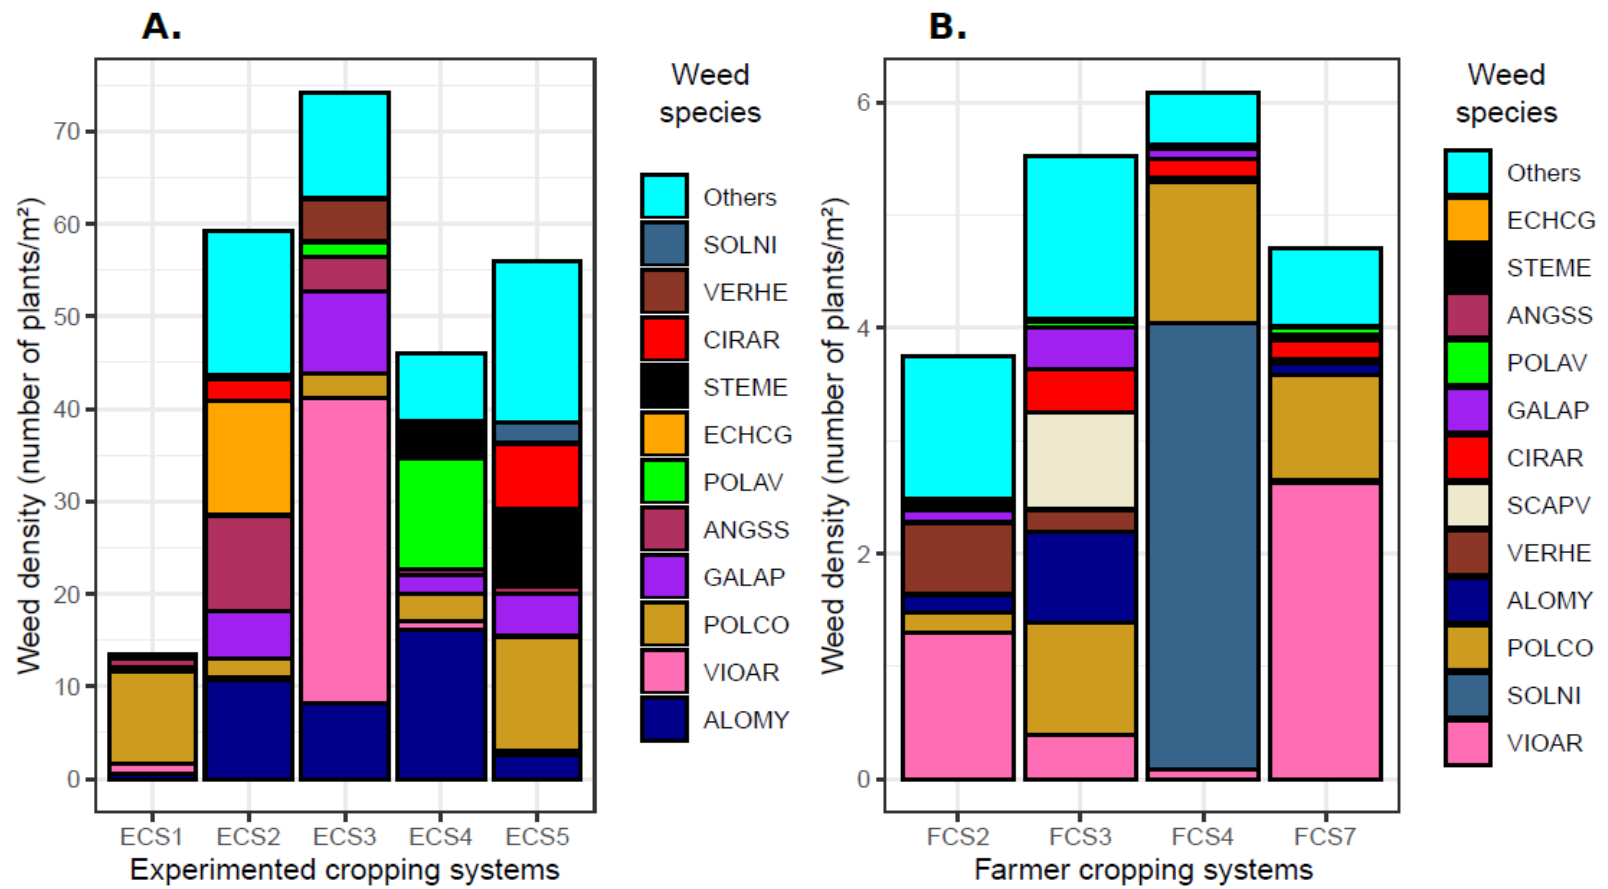 A.
Weed density (number of plants/m²)
70
60
50
40
30
20
10
0
ECS1 ECS2 ECS3 ECS4 ECS5
Experimented cropping systems
Weed
species
Others
SOLNI
VERHE
CIRAR
STEME
ECHCG
POLAV
ANGSS
GALAP
POLCO
VIOAR
ALOMY
B.
Weed density (number of plants/m²)
6
4
2
0
FCS2 FCS3 FCS4 FCS7
Farmer cropping systems
Weed
species
Others
ECHCG
STEME
ANGSS
POLAV
GALAP
CIRAR
SCAPV
VERHE
ALOMY
POLCO
SOLNI
VIOAR